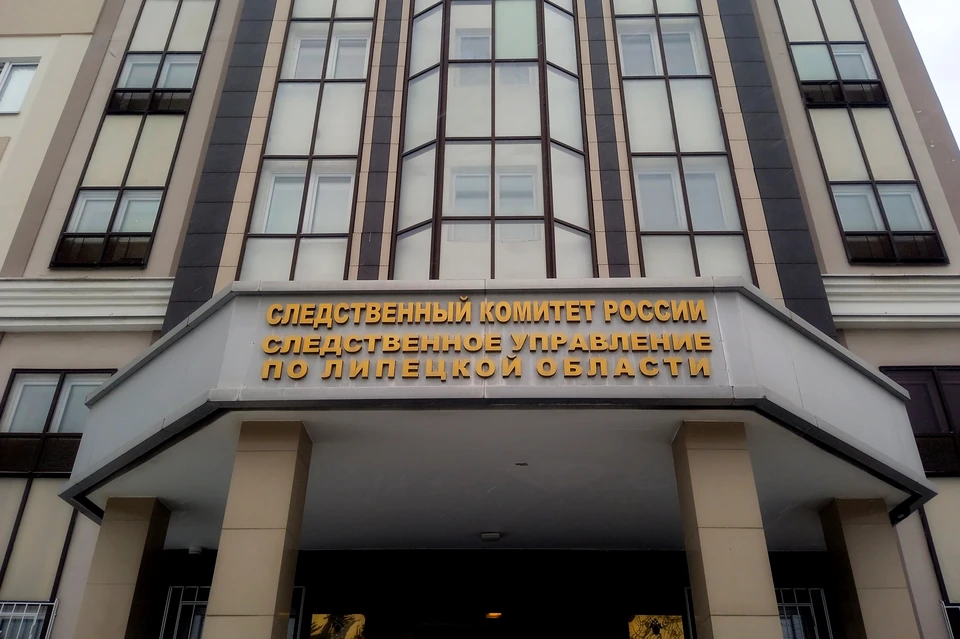 СЛЕДСТВЕННЫЙ КОМИТЕТ РОССИИ
СЛЕДСТВЕННОЕ УПРАВЛЕНИЕ
ПО ЛИПЕЦКОЙ ОБЛАСТИ